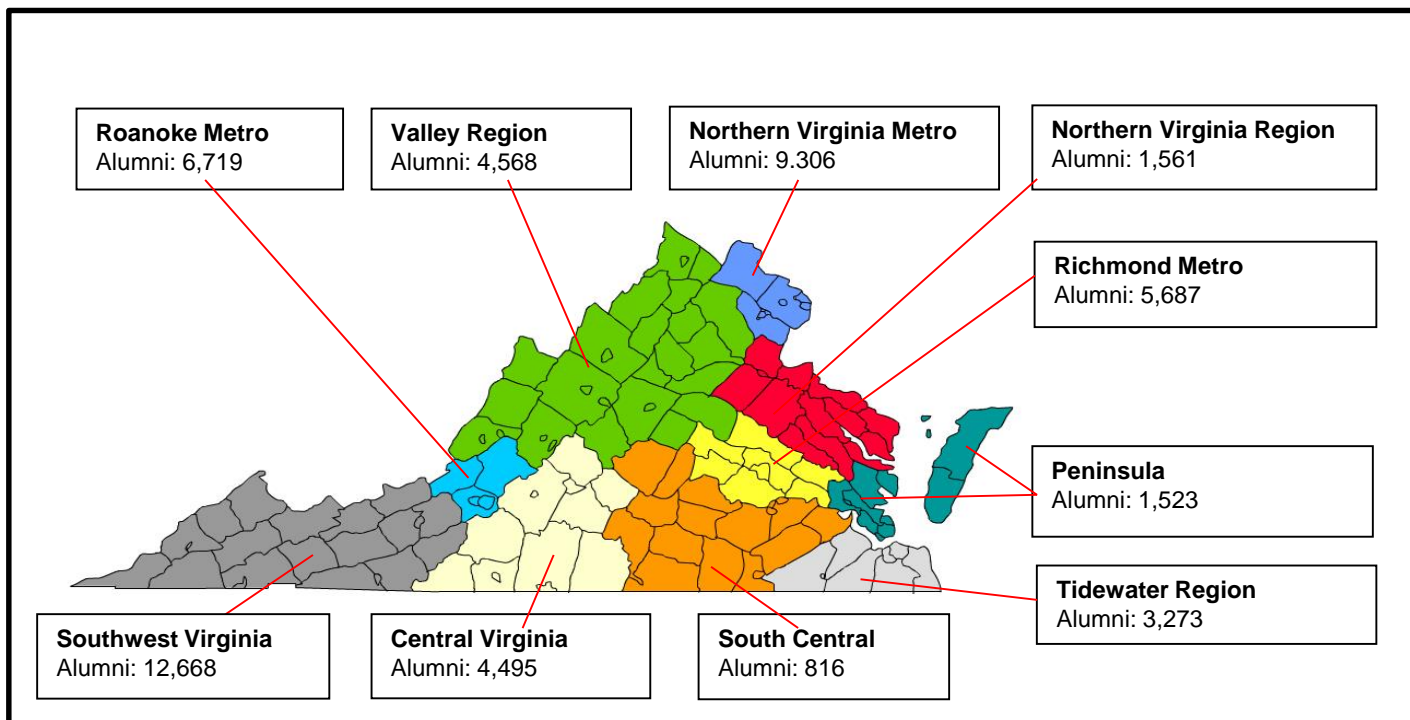 Roanoke Metro
Alumni: 6,719
Valley Region
Alumni: 4,568
Northern Virginia Metro
Alumni: 9.306
Northern Virginia Region
Alumni: 1,561
Richmond Metro
Alumni: 5,687
Peninsula
Alumni: 1,523
Tidewater Region
Alumni: 3,273
Southwest Virginia
Alumni: 12,668
Central Virginia
Alumni: 4,495
South Central
Alumni: 816